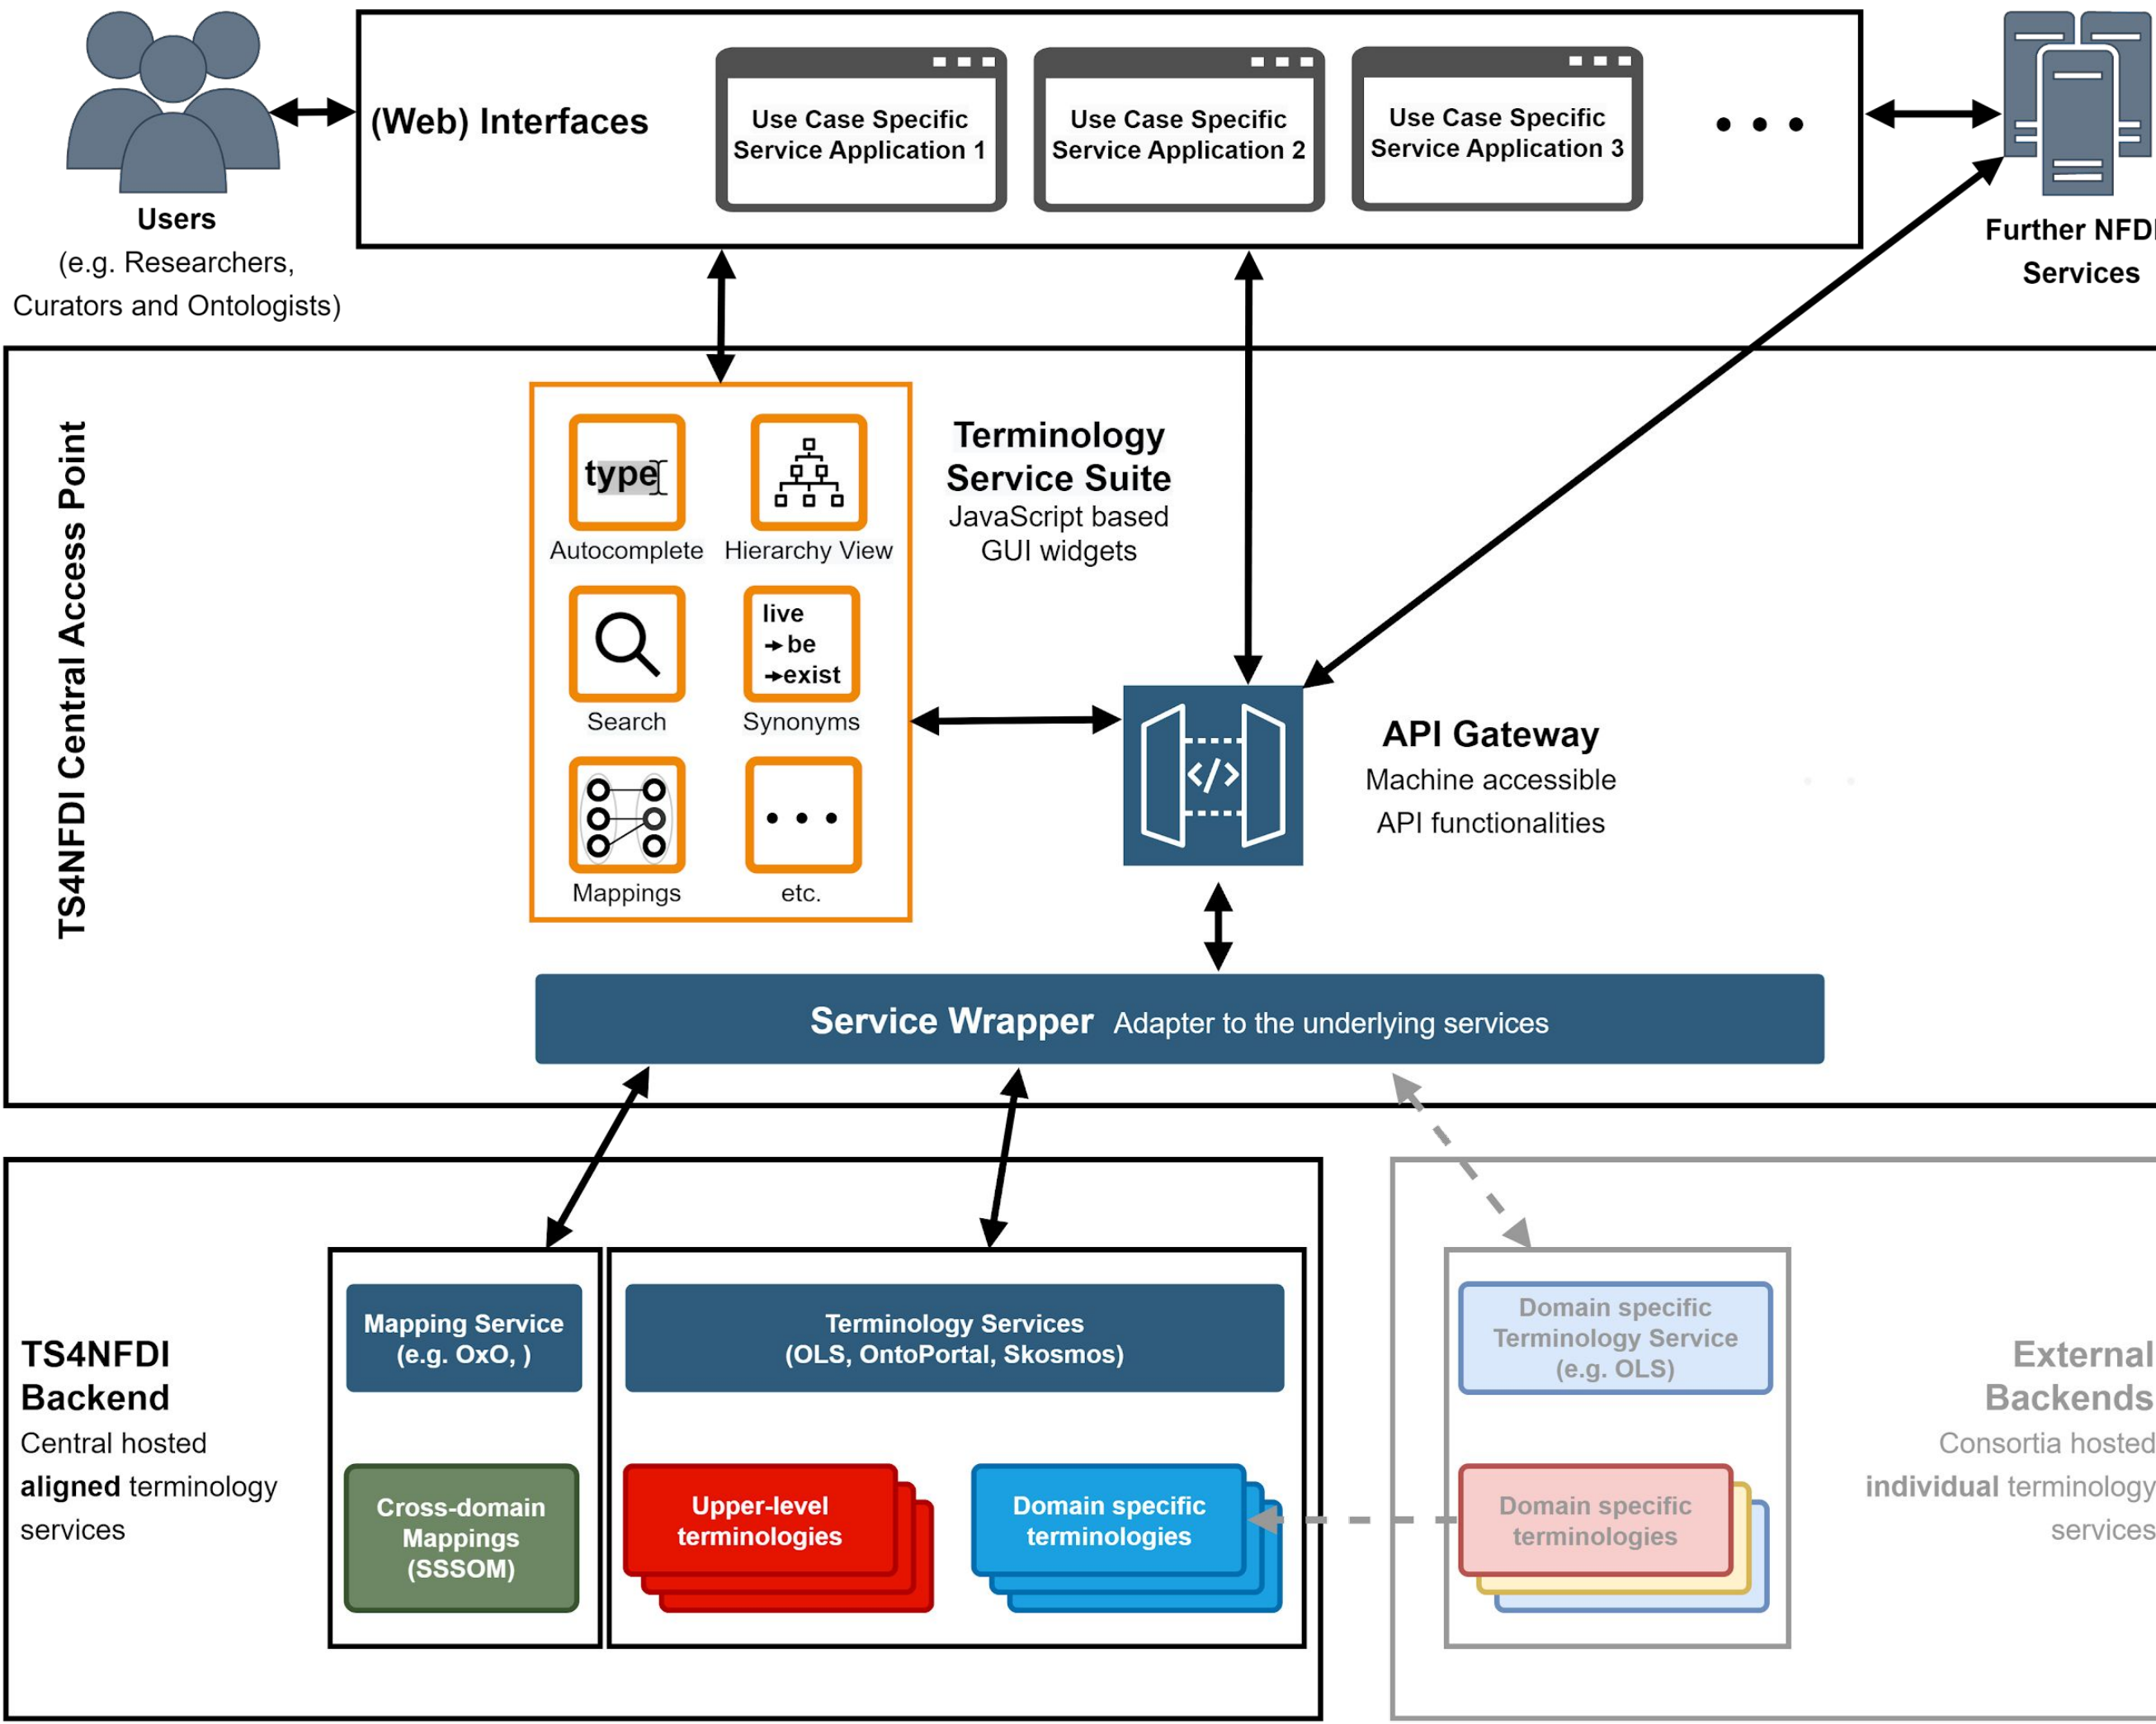 (Web) Interfaces
Use Case Specific
Service Application 1
Use Case Specific
Service Application 2
Use Case Specific
Service Application 3
Users
(e.g. Researchers,
Curators and Ontologists)
Further NFDI
Services
TS4NFDI Central Access Point
type
Autocomplete
Hierarchy View
Search
live
be
exist
Synonyms
Mappings
etc.
Terminology
Service Suite
JavaScript based
GUI widgets
</>
API Gateway
Machine accessible
API functionalities
Service Wrapper Adapter to the underlying services
TS4NFDI
Backend
Central hosted
aligned terminology
services
Mapping Service
(e.g. OxO, )
Cross-domain
Mappings
(SSSOM)
Terminology Services
(OLS, OntoPortal, Skosmos)
Upper-level
terminologies
Domain specific
terminologies
Domain specific
Terminology Service
(e.g. OLS)
Domain specific
terminologies
External
Backends
Consortia hosted
individual terminology
services